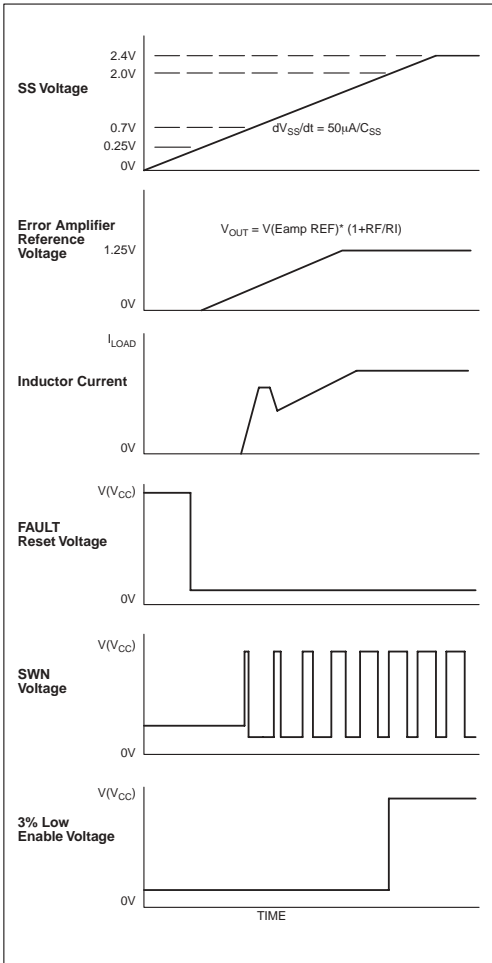 2.4V
2.0V
SS Voltage
0.7V
dVSS/dt = 50µA/CSS
0.25V
0V
Error Amplifier
Reference
Voltage
VOUT = V(Eamp REF)* (1+RF/RI)
1.25V
0V
ILOAD
Inductor Current
0V
V(VCC)
FAULT
Reset Voltage
0V
V(VCC)
SWN
Voltage
0V
V(VCC)
3% Low
Enable Voltage
0V
TIME